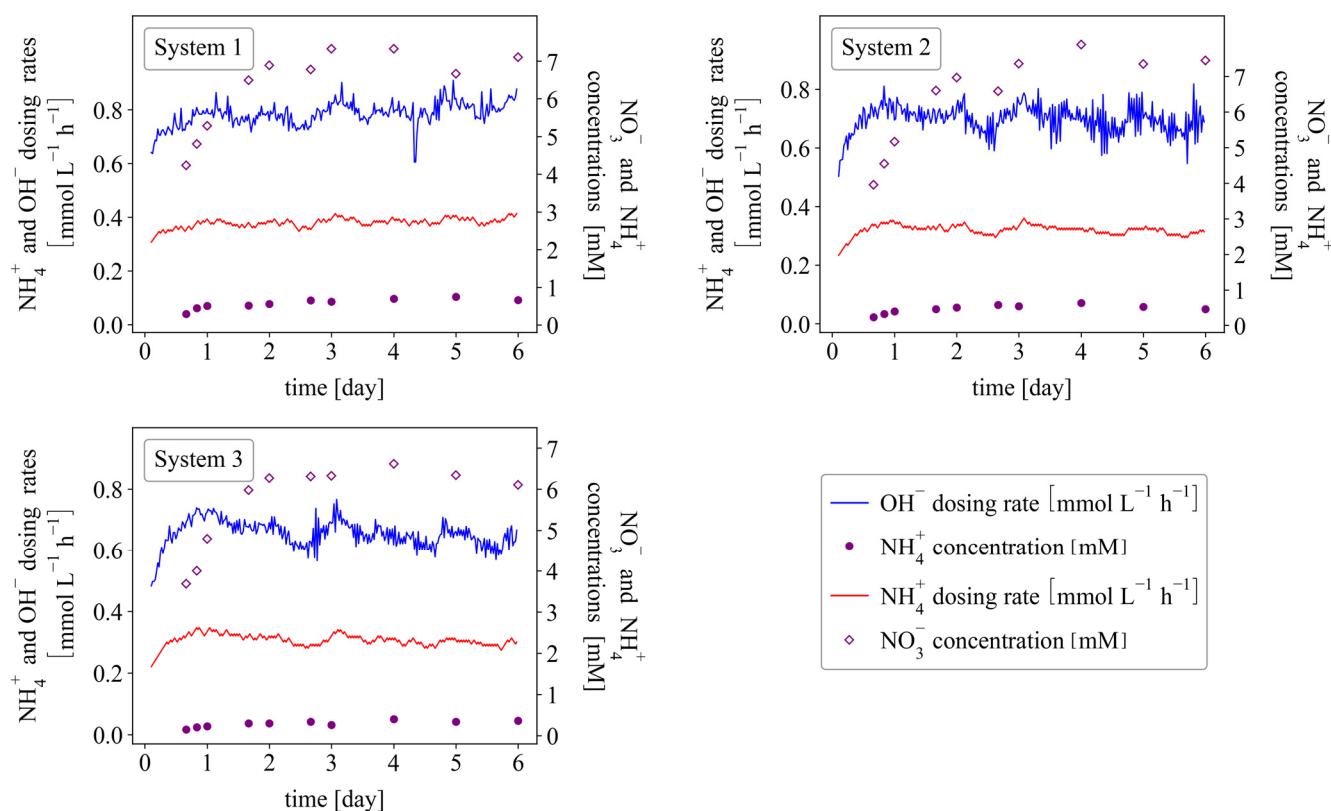 System 1
NH₄⁺ and OH⁻ dosing rates
[mmol L⁻¹ h⁻¹]
0.8
0.6
0.4
0.2
0.0
7
6
5
4
3
2
1
0
NO₃⁻ and NH₄⁺
concentrations [mM]
0 1 2 3 4 5 6
time [day]
System 2
NH₄⁺ and OH⁻ dosing rates
[mmol L⁻¹ h⁻¹]
0.8
0.6
0.4
0.2
0.0
7
6
5
4
3
2
1
0
NO₃⁻ and NH₄⁺
concentrations [mM]
0 1 2 3 4 5 6
time [day]
System 3
NH₄⁺ and OH⁻ dosing rates
[mmol L⁻¹ h⁻¹]
0.8
0.6
0.4
0.2
0.0
7
6
5
4
3
2
1
0
NO₃⁻ and NH₄⁺
concentrations [mM]
0 1 2 3 4 5 6
time [day]
OH⁻ dosing rate [mmol L⁻¹ h⁻¹]
NH₄⁺ concentration [mM]
NH₄⁺ dosing rate [mmol L⁻¹ h⁻¹]
NO₃⁻ concentration [mM]